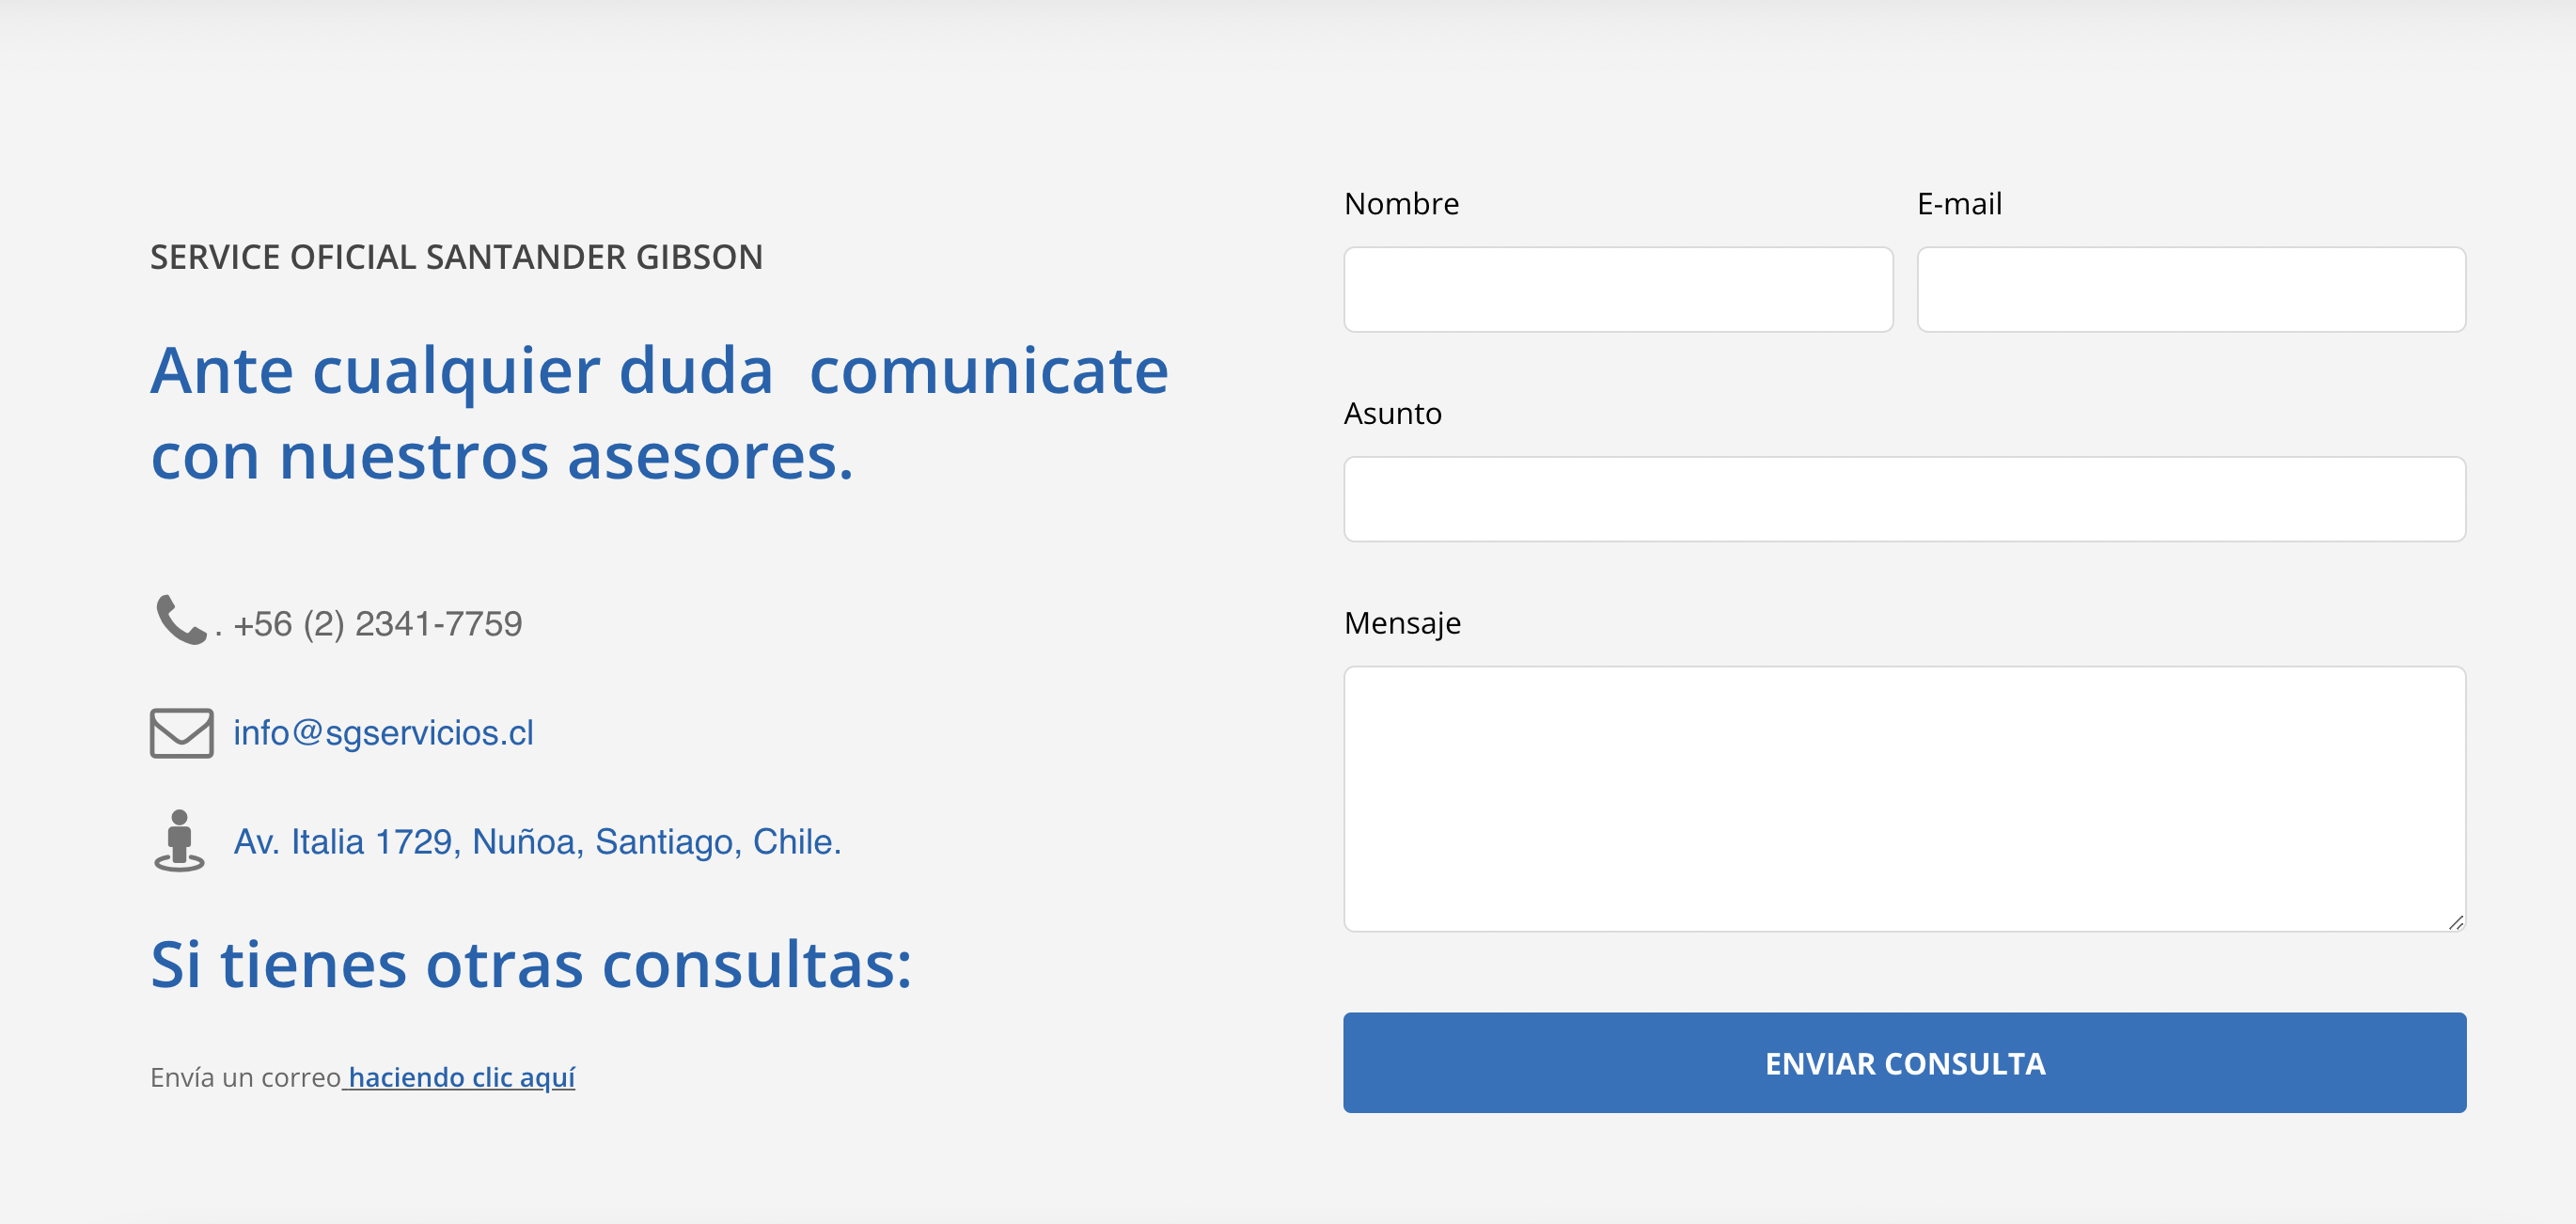 SERVICE OFICIAL SANTANDER GIBSON
Ante cualquier duda  comunicate
con nuestros asesores.
. +56 (2) 2341-7759
info@sgservicios.cl
Av. Italia 1729, Nuñoa, Santiago, Chile.
Si tienes otras consultas:
Envía un correo haciendo clic aquí
Nombre
E-mail
Asunto
Mensaje
ENVIAR CONSULTA